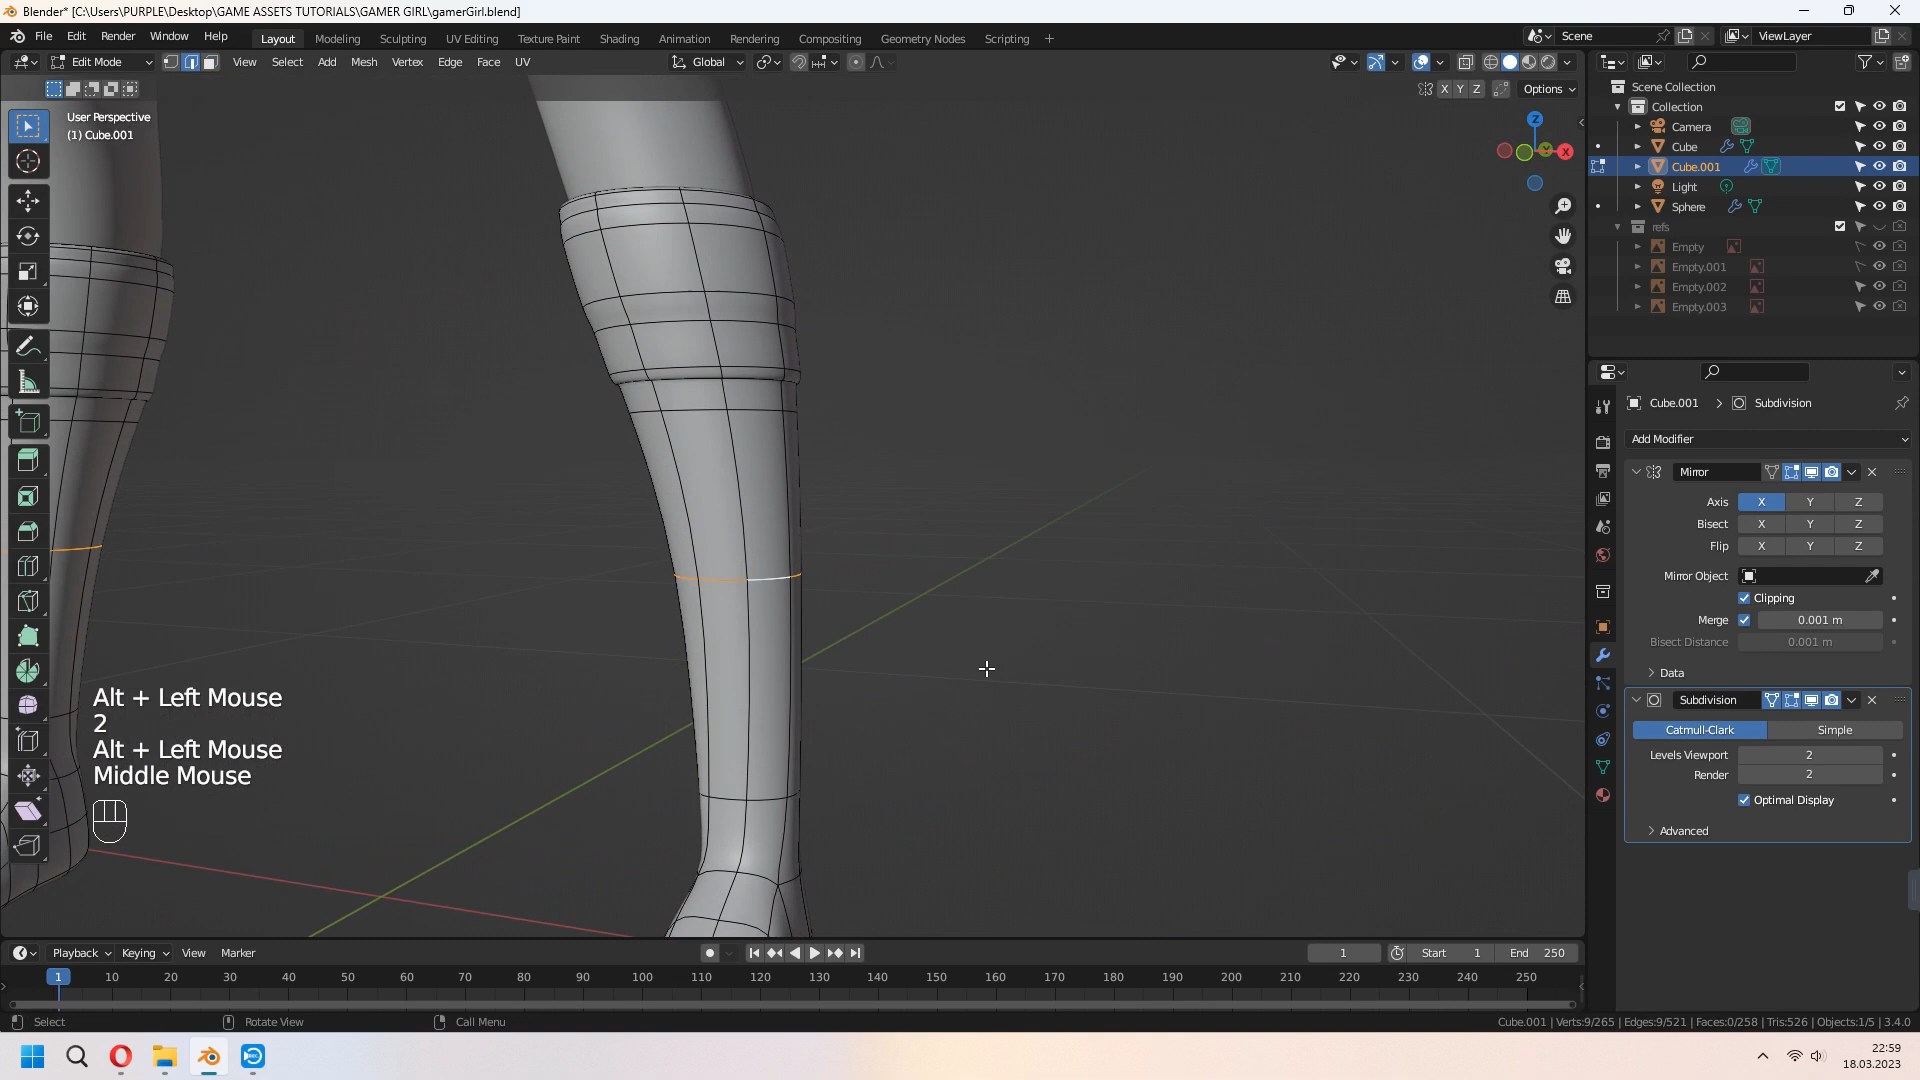 Blender* [C:\Users\PURPLE\Desktop\GAME ASSETS TUTORIALS\GAMER GIRL\gamerGirl.blend]
File Edit Render Window Help Layout Modeling Sculpting UV Editing Texture Paint Shading Animation Rendering Compositing Geometry Nodes Scripting + Scene ViewLayer
Edit Mode View Select Add Mesh Vertex Edge Face UV Global
X Y Z Options
User Perspective
(1) Cube.001
Z
Y
X
Scene Collection
Collection
Camera
Cube
Cube.001
Light
Sphere
refs
Empty
Empty.001
Empty.002
Empty.003
Cube.001 > Subdivision
Add Modifier
Mirror
Axis X Y Z
Bisect X Y Z
Flip X Y Z
Mirror Object
Clipping
Merge 0.001 m
Bisect Distance 0.001 m
Data
Subdivision
Catmull-Clark Simple
Levels Viewport 2
Render 2
Optimal Display
Advanced
Alt + Left Mouse
2
Alt + Left Mouse
Middle Mouse
Playback Keying View Marker 1 Start 1 End 250
1 10 20 30 40 50 60 70 80 90 100 110 120 130 140 150 160 170 180 190 200 210 220 230 240 250
Select Rotate View Call Menu Cube.001 | Verts:9/265 | Edges:9/521 | Faces:0/258 | Tris:526 | Objects:1/5 | 3.4.0
22:59
18.03.2023